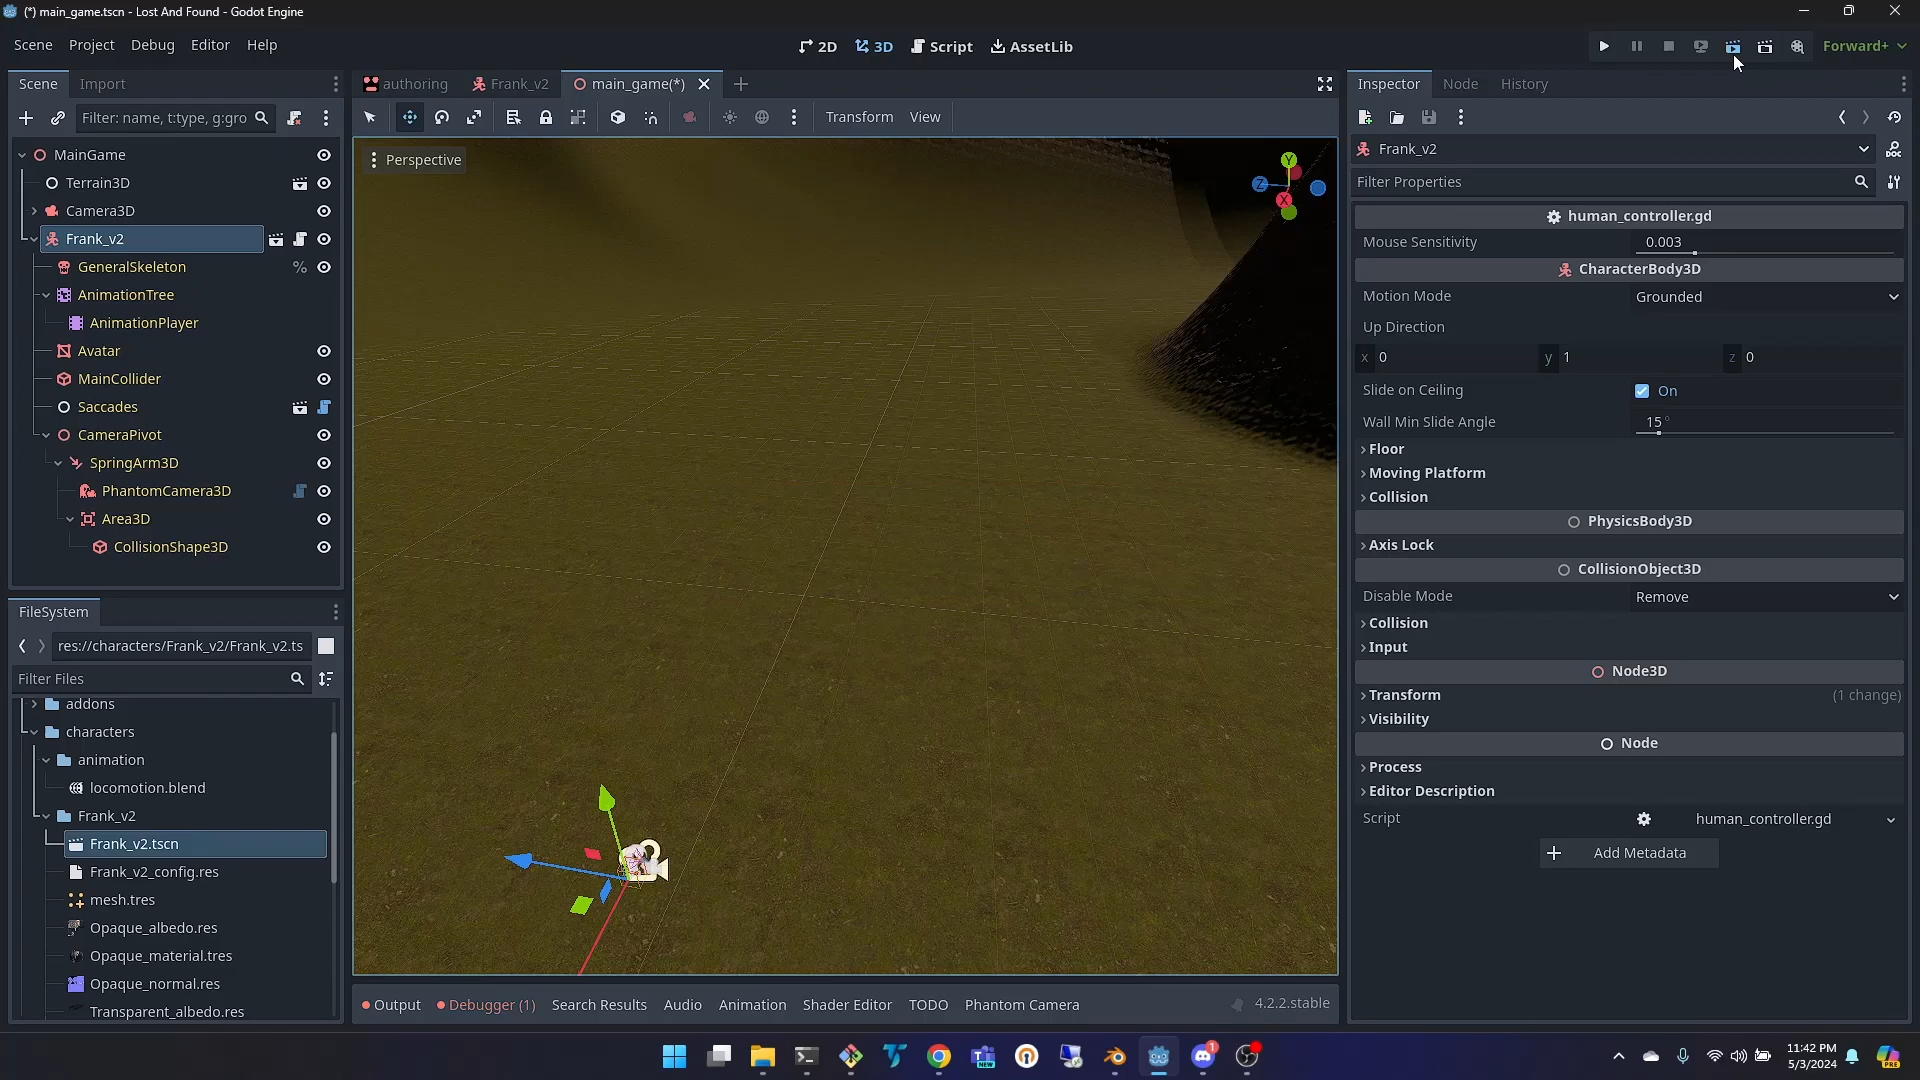 (*) main_game.tscn - Lost And Found - Godot Engine
Scene Project Debug Editor Help
2D 3D Script AssetLib
Forward+
Scene Import
authoring Frank_v2 main_game(*)
Inspector Node History
Filter: name, t:type, g:gro
Transform View
Perspective
Y
Z
X
MainGame
Terrain3D
Camera3D
Frank_v2
GeneralSkeleton %
AnimationTree
AnimationPlayer
Avatar
MainCollider
Saccades
CameraPivot
SpringArm3D
PhantomCamera3D
Area3D
CollisionShape3D
FileSystem
res://characters/Frank_v2/Frank_v2.ts
Filter Files
addons
characters
animation
locomotion.blend
Frank_v2
Frank_v2.tscn
Frank_v2_config.res
mesh.tres
Opaque_albedo.res
Opaque_material.tres
Opaque_normal.res
Transparent_albedo.res
Output Debugger (1) Search Results Audio Animation Shader Editor TODO Phantom Camera
4.2.2.stable
Frank_v2
DOC
Filter Properties
human_controller.gd
Mouse Sensitivity 0.003
CharacterBody3D
Motion Mode Grounded
Up Direction
x 0 y 1 z 0
Slide on Ceiling On
Wall Min Slide Angle 15°
Floor
Moving Platform
Collision
PhysicsBody3D
Axis Lock
CollisionObject3D
Disable Mode Remove
Collision
Input
Node3D
Transform (1 change)
Visibility
Node
Process
Editor Description
Script human_controller.gd
Add Metadata
NEW
1
11:42 PM
5/3/2024
PRE